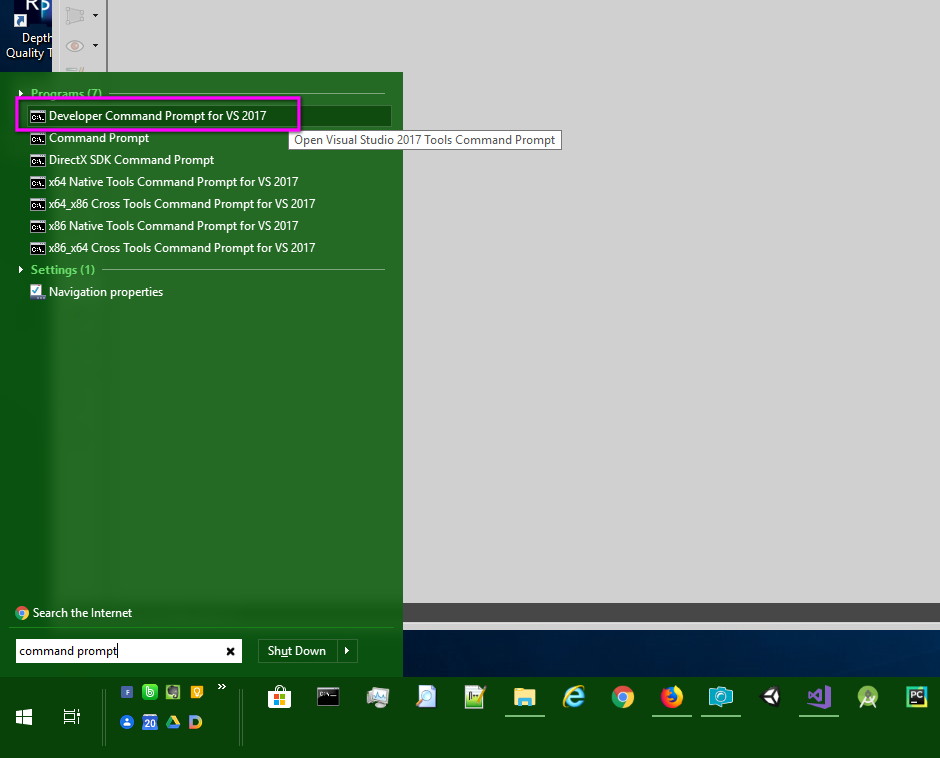 Depth
Quality T
Programs (7)
Developer Command Prompt for VS 2017
Open Visual Studio 2017 Tools Command Prompt
Command Prompt
DirectX SDK Command Prompt
x64 Native Tools Command Prompt for VS 2017
x64_x86 Cross Tools Command Prompt for VS 2017
x86 Native Tools Command Prompt for VS 2017
x86_x64 Cross Tools Command Prompt for VS 2017
Settings (1)
Navigation properties
Search the Internet
command prompt
Shut Down
F
20
PC